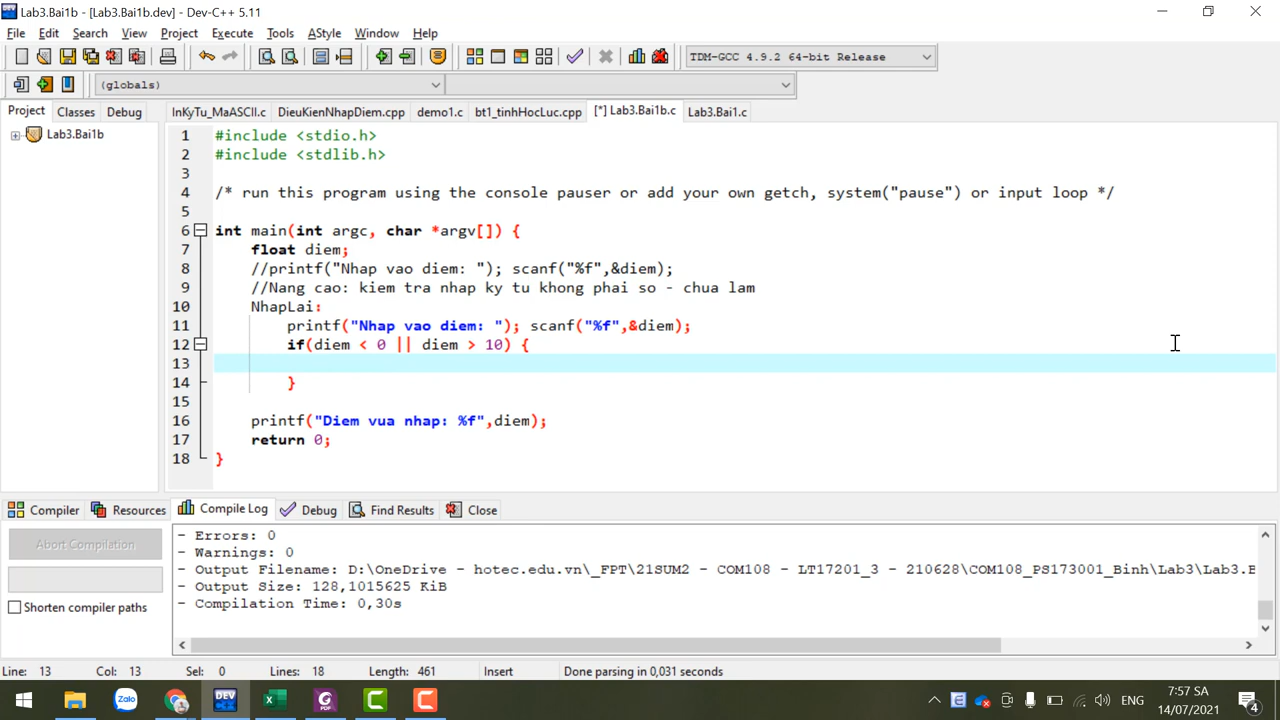 Lab3.Bai1b - [Lab3.Bai1b.dev] - Dev-C++ 5.11
File Edit Search View Project Execute Tools AStyle Window Help
TDM-GCC 4.9.2 64-bit Release
(globals)
Project Classes Debug
InKyTu_MaASCII.c DieuKienNhapDiem.cpp demo1.c bt1_tinhHocLuc.cpp [*] Lab3.Bai1b.c Lab3.Bai1.c
Lab3.Bai1b
1 #include <stdio.h>
2 #include <stdlib.h>
3
4 /* run this program using the console pauser or add your own getch, system("pause") or input loop */
5
6 int main(int argc, char *argv[]) {
7 float diem;
8 //printf("Nhap vao diem: "); scanf("%f",&diem);
9 //Nang cao: kiem tra nhap ky tu khong phai so - chua lam
10 NhapLai:
11 printf("Nhap vao diem: "); scanf("%f",&diem);
12 if(diem < 0 || diem > 10) {
13
14 }
15
16 printf("Diem vua nhap: %f",diem);
17 return 0;
18 }
Compiler Resources Compile Log Debug Find Results Close
Abort Compilation
Shorten compiler paths
- Errors: 0
- Warnings: 0
- Output Filename: D:\OneDrive - hotec.edu.vn\_FPT\21SUM2 - COM108 - LT17201_3 - 210628\COM108_PS173001_Binh\Lab3\Lab3.B
- Output Size: 128,1015625 KiB
- Compilation Time: 0,30s
Line: 13 Col: 13 Sel: 0 Lines: 18 Length: 461 Insert Done parsing in 0,031 seconds
Zalo
DEV
C++
PDF
ENG
7:57 SA
14/07/2021
4